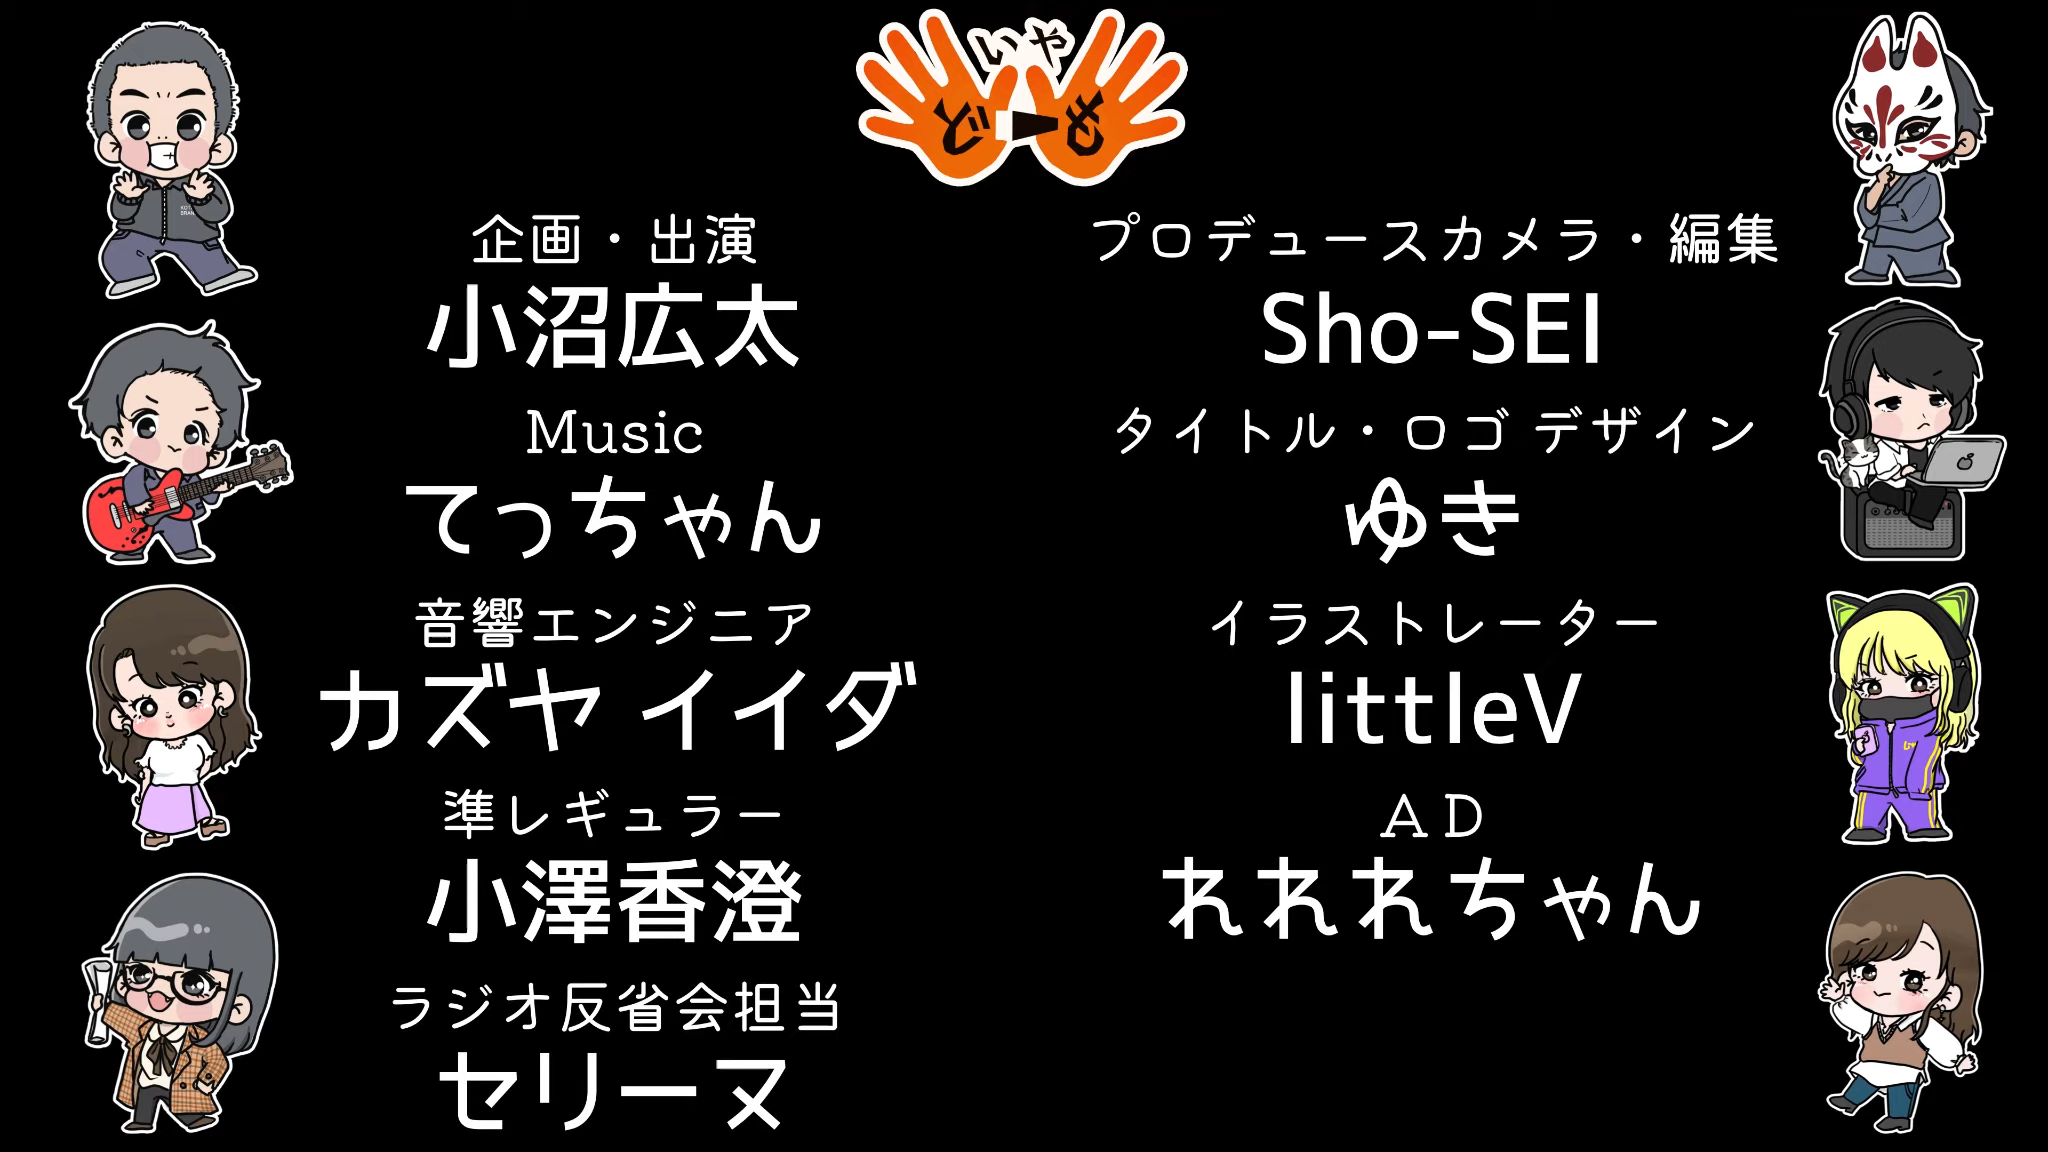 いや
どーも
企画・出演
小沼広太
Music
てっちゃん
音響エンジニア
カズヤ イイダ
準レギュラー
小澤香澄
ラジオ反省会担当
セリーヌ
プロデュースカメラ・編集
Sho-SEI
タイトル・ロゴ デザイン
ゆき
イラストレーター
littleV
ＡＤ
れれれちゃん